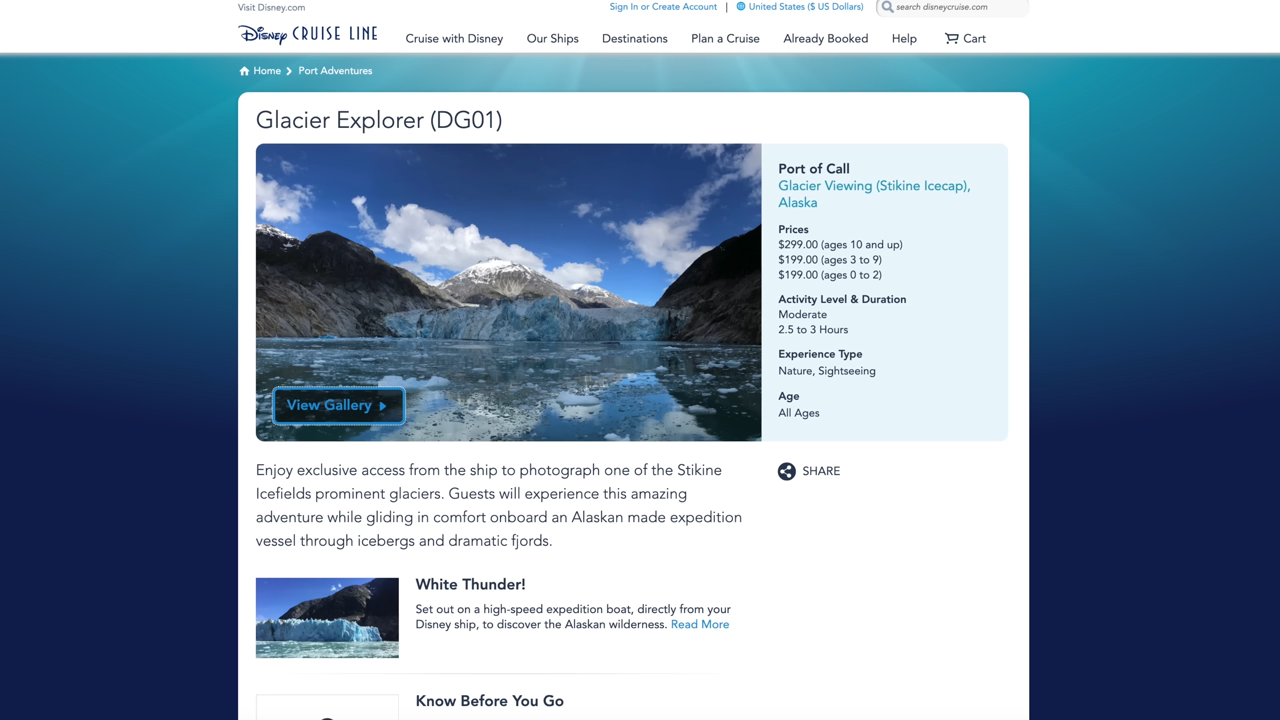 Visit Disney.com
Sign In or Create Account | United States ($ US Dollars)
search disneycruise.com
Disney CRUISE LINE
Cruise with Disney
Our Ships
Destinations
Plan a Cruise
Already Booked
Help
Cart
Home
Port Adventures
Glacier Explorer (DG01)
View Gallery
Port of Call
Glacier Viewing (Stikine Icecap),
Alaska
Prices
$299.00 (ages 10 and up)
$199.00 (ages 3 to 9)
$199.00 (ages 0 to 2)
Activity Level & Duration
Moderate
2.5 to 3 Hours
Experience Type
Nature, Sightseeing
Age
All Ages
Enjoy exclusive access from the ship to photograph one of the Stikine
Icefields prominent glaciers. Guests will experience this amazing
adventure while gliding in comfort onboard an Alaskan made expedition
vessel through icebergs and dramatic fjords.
SHARE
White Thunder!
Set out on a high-speed expedition boat, directly from your
Disney ship, to discover the Alaskan wilderness. Read More
Know Before You Go